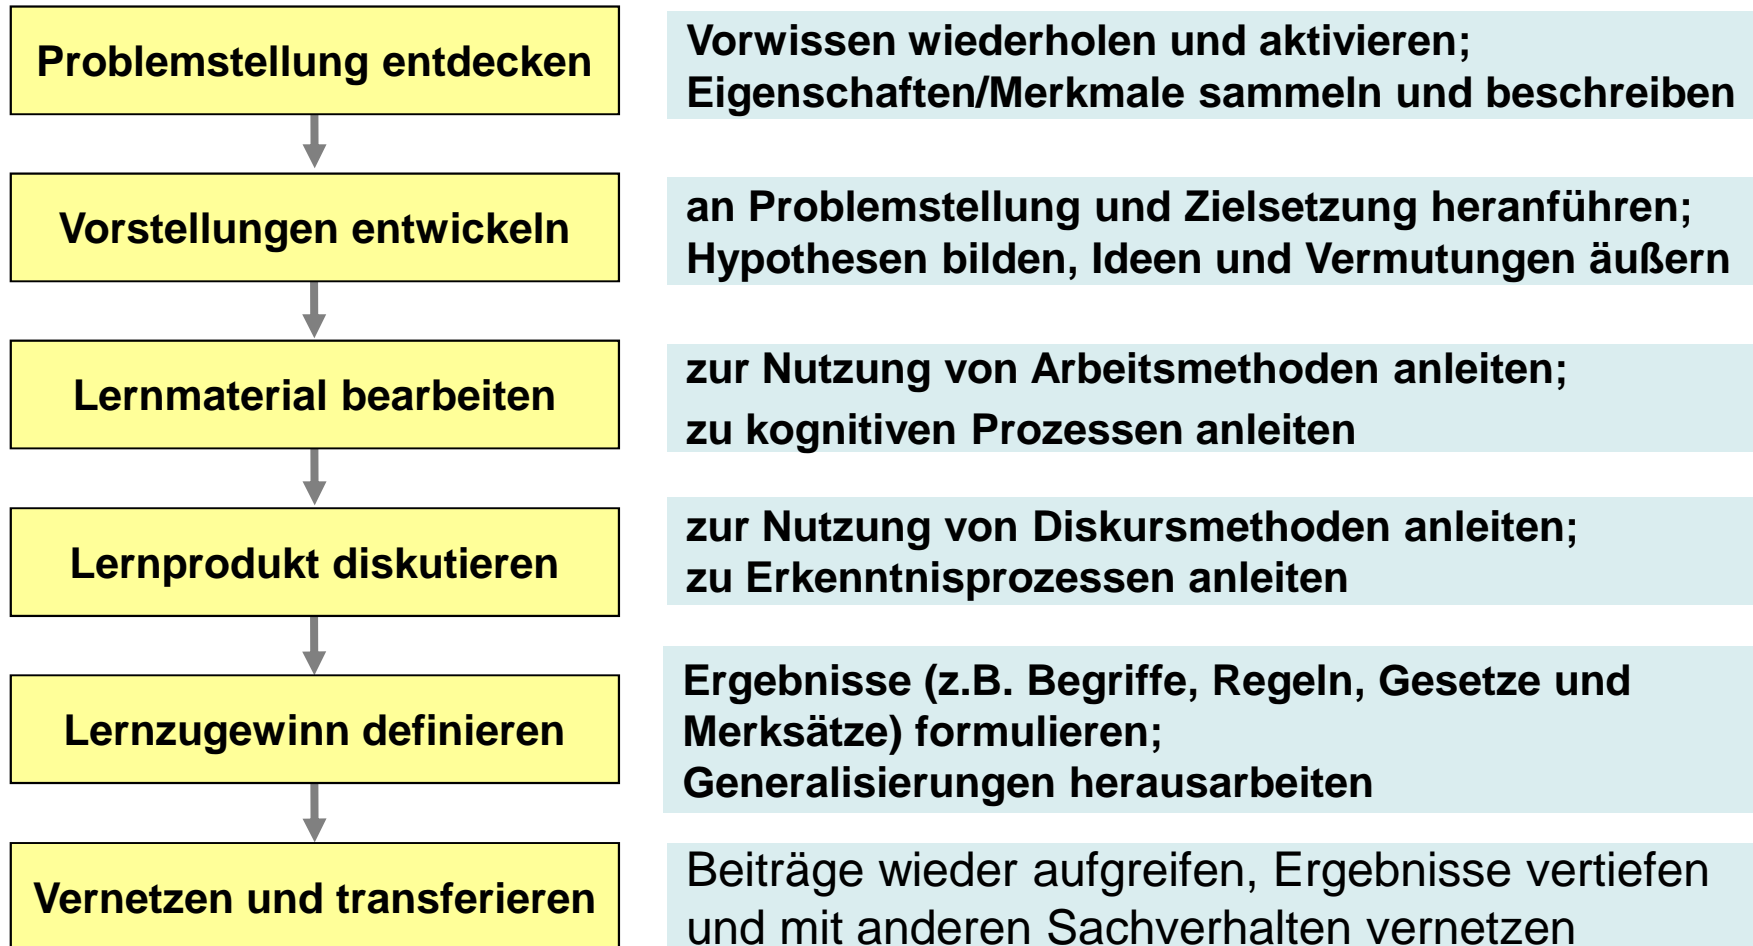 Problemstellung entdecken
Vorwissen wiederholen und aktivieren;
Eigenschaften/Merkmale sammeln und beschreiben
Vorstellungen entwickeln
an Problemstellung und Zielsetzung heranführen;
Hypothesen bilden, Ideen und Vermutungen äußern
Lernmaterial bearbeiten
zur Nutzung von Arbeitsmethoden anleiten;
zu kognitiven Prozessen anleiten
Lernprodukt diskutieren
zur Nutzung von Diskursmethoden anleiten;
zu Erkenntnisprozessen anleiten
Lernzugewinn definieren
Ergebnisse (z.B. Begriffe, Regeln, Gesetze und
Merksätze) formulieren;
Generalisierungen herausarbeiten
Vernetzen und transferieren
Beiträge wieder aufgreifen, Ergebnisse vertiefen
und mit anderen Sachverhalten vernetzen